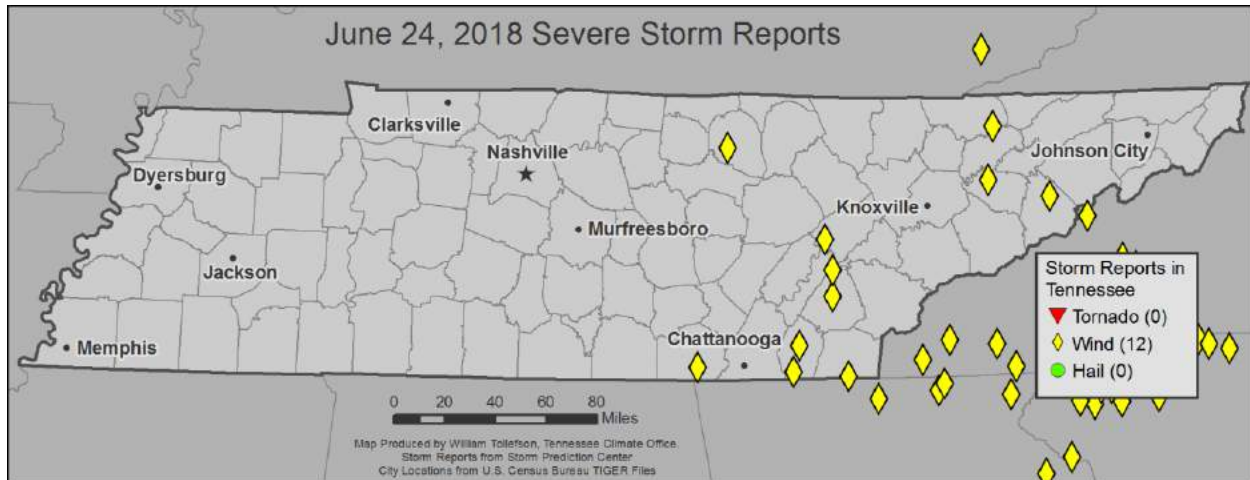 June 24, 2018 Severe Storm Reports
Clarksville
Nashville
Johnson City
Dyersburg
Knoxville
Murfreesboro
Jackson
Storm Reports in
Tennessee
Tornado (0)
Wind (12)
Hail (0)
Chattanooga
Memphis
0 20 40 60 80
Miles
Map Produced by William Tollefson, Tennessee Climate Office.
Storm Reports from Storm Prediction Center
City Locations from U.S. Census Bureau TIGER Files